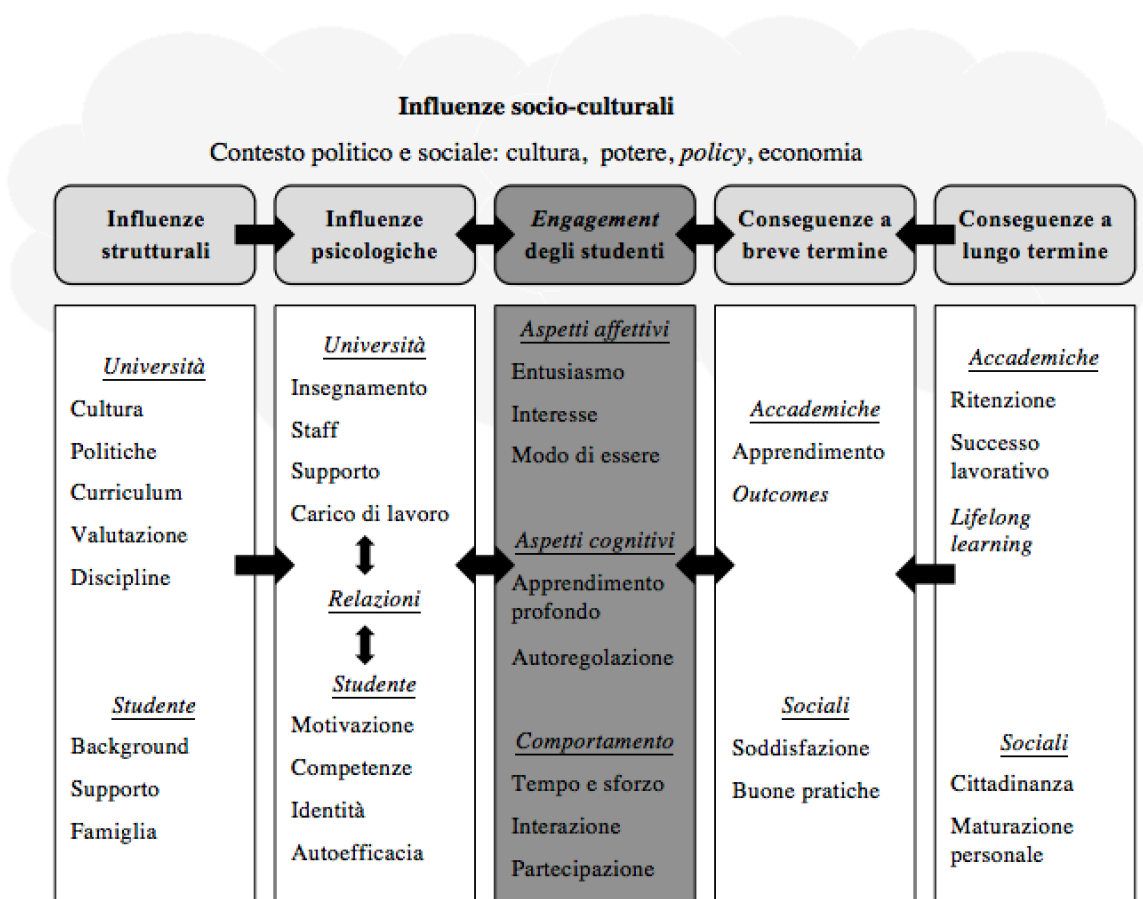 Influenze socio-culturali
Contesto politico e sociale: cultura, potere, policy, economia
Influenze
strutturali
Influenze
psicologiche
Engagement
degli studenti
Conseguenze a
breve termine
Conseguenze a
lungo termine
Università
Cultura
Politiche
Curriculum
Valutazione
Discipline
Studente
Background
Supporto
Famiglia
Università
Insegnamento
Staff
Supporto
Carico di lavoro
Relazioni
Studente
Motivazione
Competenze
Identità
Autoefficacia
Aspetti affettivi
Entusiasmo
Interesse
Modo di essere
Aspetti cognitivi
Apprendimento
profondo
Autoregolazione
Comportamento
Tempo e sforzo
Interazione
Partecipazione
Accademiche
Apprendimento
Outcomes
Sociali
Soddisfazione
Buone pratiche
Accademiche
Ritenzione
Successo
lavorativo
Lifelong
learning
Sociali
Cittadinanza
Maturazione
personale